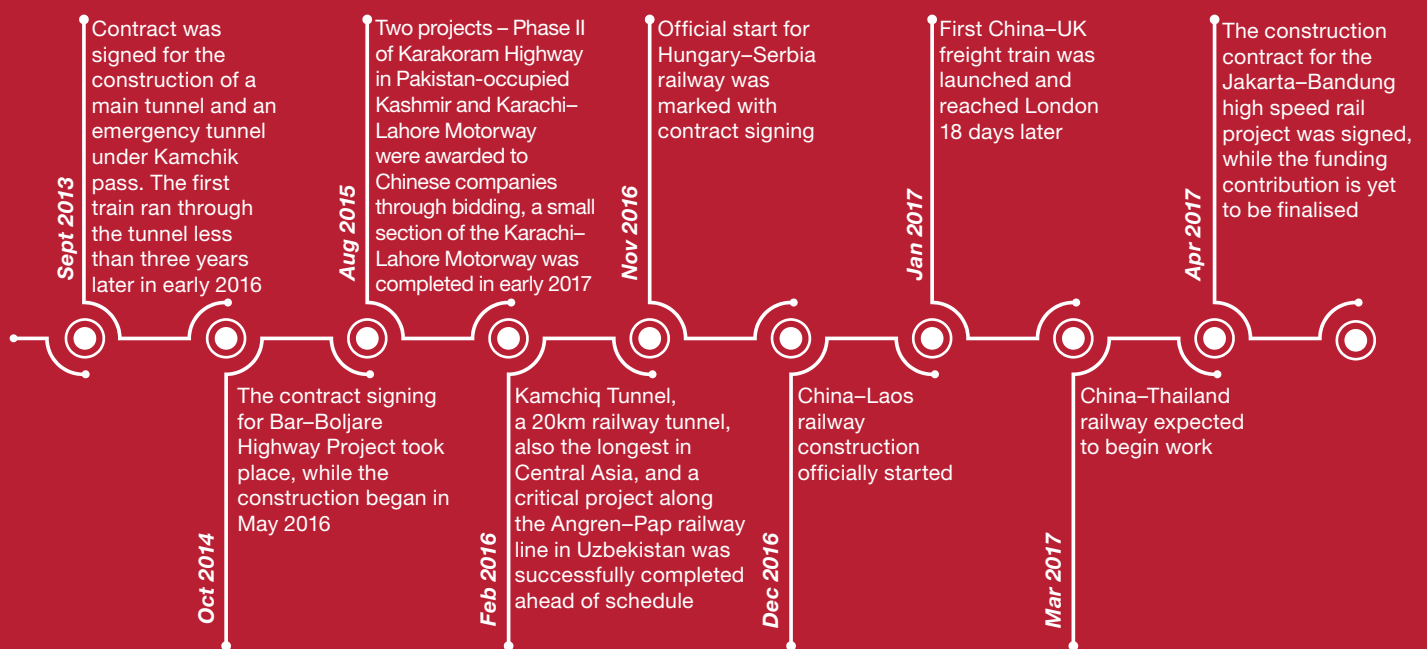 Sept 2013
Contract was
signed for the
construction of a
main tunnel and an
emergency tunnel
under Kamchik
pass. The first
train ran through
the tunnel less
than three years
later in early 2016
Oct 2014
The contract signing
for Bar–Boljare
Highway Project took
place, while the
construction began in
May 2016
Aug 2015
Two projects – Phase II
of Karakoram Highway
in Pakistan-occupied
Kashmir and Karachi–
Lahore Motorway
were awarded to
Chinese companies
through bidding, a small
section of the Karachi–
Lahore Motorway was
completed in early 2017
Feb 2016
Kamchiq Tunnel,
a 20km railway tunnel,
also the longest in
Central Asia, and a
critical project along
the Angren–Pap railway
line in Uzbekistan was
successfully completed
ahead of schedule
Nov 2016
Official start for
Hungary–Serbia
railway was
marked with
contract signing
Dec 2016
China–Laos
railway
construction
officially started
Jan 2017
First China–UK
freight train was
launched and
reached London
18 days later
Mar 2017
China–Thailand
railway expected
to begin work
Apr 2017
The construction
contract for the
Jakarta–Bandung
high speed rail
project was signed,
while the funding
contribution is yet
to be finalised